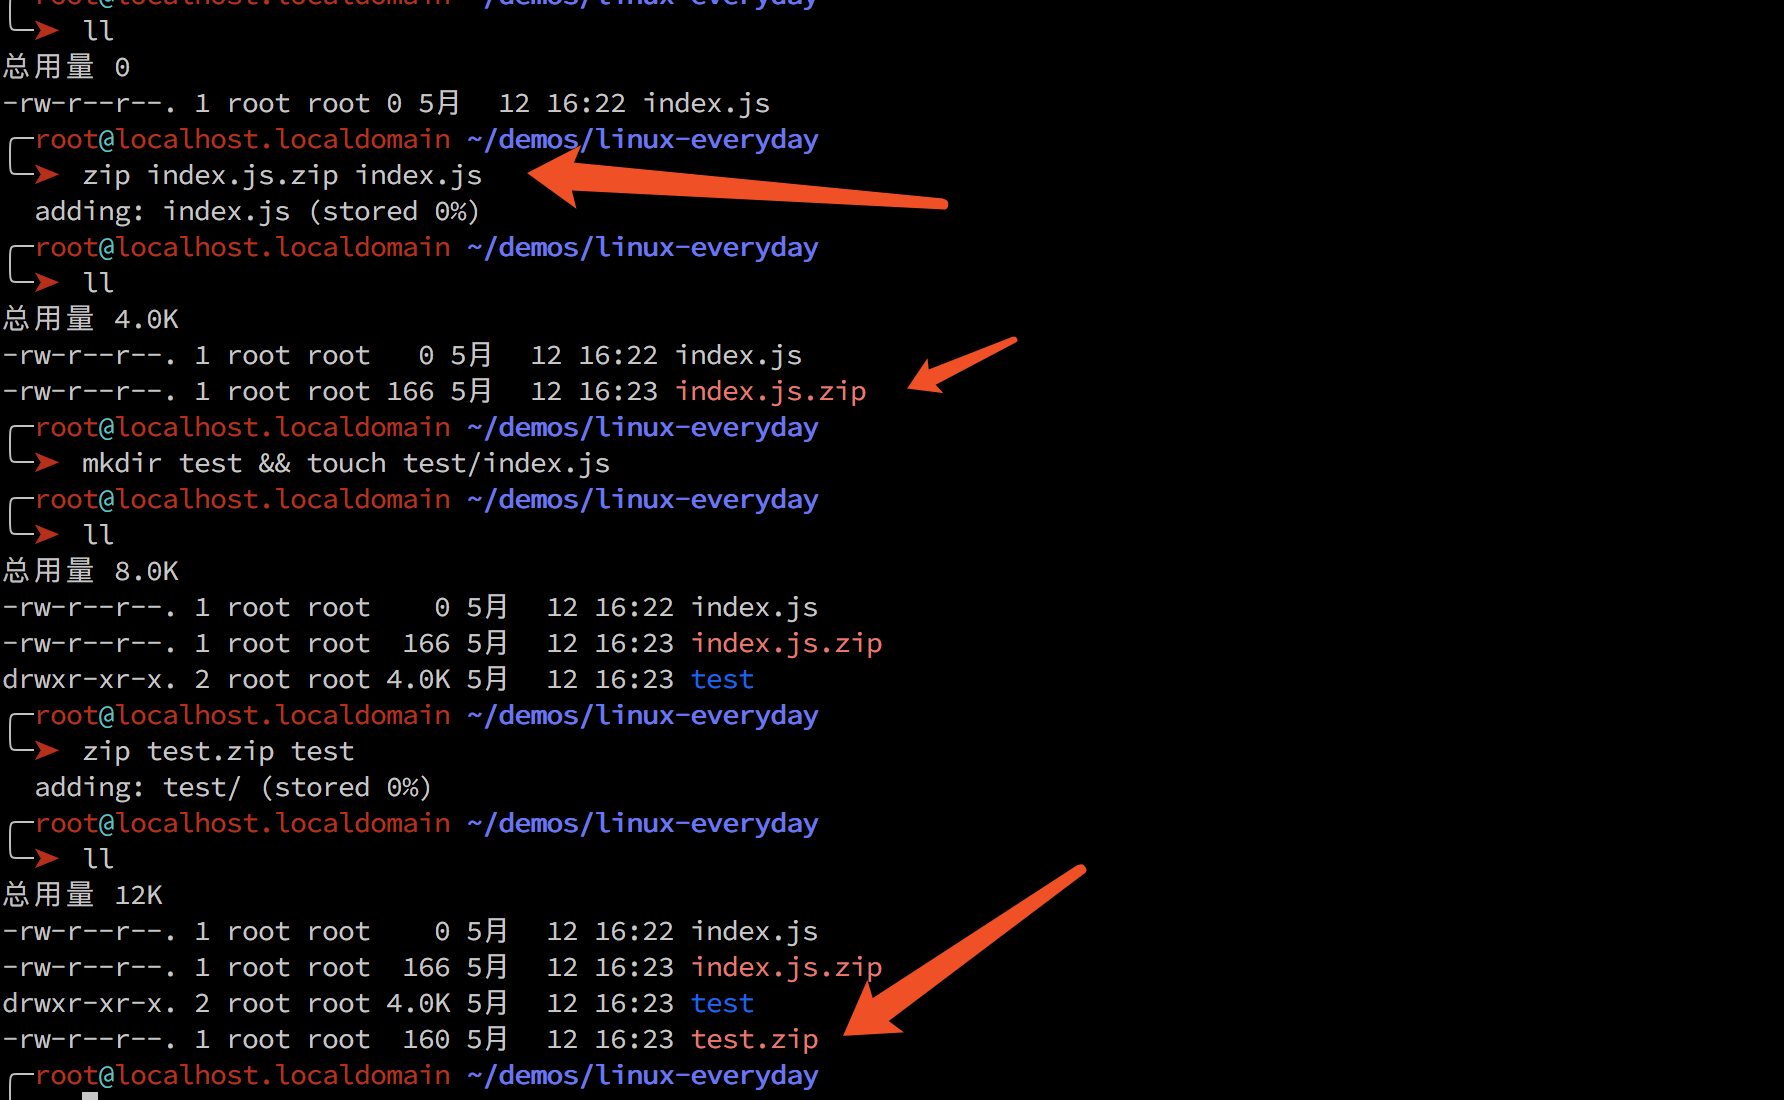 root@localhost.localdomain ~/demos/linux-everyday
ll
总用量 0
-rw-r--r--. 1 root root 0 5月  12 16:22 index.js
root@localhost.localdomain ~/demos/linux-everyday
zip index.js.zip index.js
adding: index.js (stored 0%)
root@localhost.localdomain ~/demos/linux-everyday
ll
总用量 4.0K
-rw-r--r--. 1 root root   0 5月  12 16:22 index.js
-rw-r--r--. 1 root root 166 5月  12 16:23 index.js.zip
root@localhost.localdomain ~/demos/linux-everyday
mkdir test && touch test/index.js
root@localhost.localdomain ~/demos/linux-everyday
ll
总用量 8.0K
-rw-r--r--. 1 root root    0 5月  12 16:22 index.js
-rw-r--r--. 1 root root  166 5月  12 16:23 index.js.zip
drwxr-xr-x. 2 root root 4.0K 5月  12 16:23 test
root@localhost.localdomain ~/demos/linux-everyday
zip test.zip test
adding: test/ (stored 0%)
root@localhost.localdomain ~/demos/linux-everyday
ll
总用量 12K
-rw-r--r--. 1 root root    0 5月  12 16:22 index.js
-rw-r--r--. 1 root root  166 5月  12 16:23 index.js.zip
drwxr-xr-x. 2 root root 4.0K 5月  12 16:23 test
-rw-r--r--. 1 root root  160 5月  12 16:23 test.zip
root@localhost.localdomain ~/demos/linux-everyday